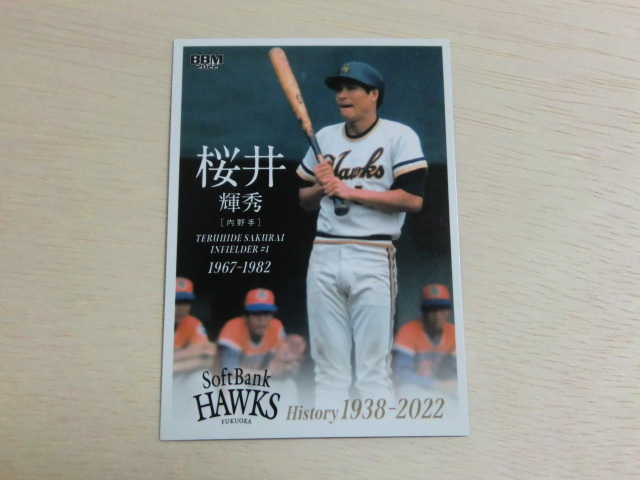 BBM
2022
Hawks
桜井
輝秀
[内野手]
TERUHIDE SAKURAI
INFIELDER #1
1967-1982
SoftBank
HAWKS
FUKUOKA
History 1938-2022